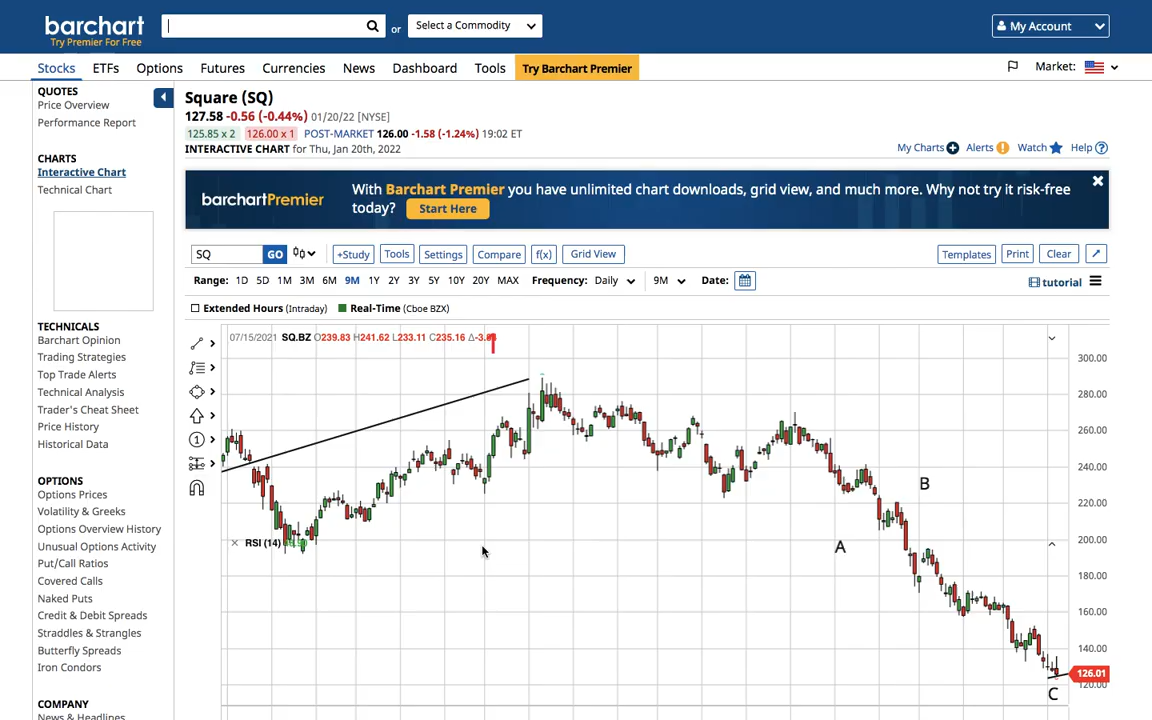 barchart
Try Premier For Free
or
Select a Commodity
My Account
Stocks ETFs Options Futures Currencies News Dashboard Tools Try Barchart Premier
Market:
QUOTES
Price Overview
Performance Report
CHARTS
Interactive Chart
Technical Chart
TECHNICALS
Barchart Opinion
Trading Strategies
Top Trade Alerts
Technical Analysis
Trader's Cheat Sheet
Price History
Historical Data
OPTIONS
Options Prices
Volatility & Greeks
Options Overview History
Unusual Options Activity
Put/Call Ratios
Covered Calls
Naked Puts
Credit & Debit Spreads
Straddles & Strangles
Butterfly Spreads
Iron Condors
COMPANY
News & Headlines
Square (SQ)
127.58 -0.56 (-0.44%) 01/20/22 [NYSE]
125.85 x 2 126.00 x 1 POST-MARKET 126.00 -1.58 (-1.24%) 19:02 ET
INTERACTIVE CHART for Thu, Jan 20th, 2022
My Charts Alerts Watch Help
barchartPremier
With Barchart Premier you have unlimited chart downloads, grid view, and much more. Why not try it risk-free
today? Start Here
SQ GO +Study Tools Settings Compare f(x) Grid View Templates Print Clear
Range: 1D 5D 1M 3M 6M 9M 1Y 2Y 3Y 5Y 10Y 20Y MAX Frequency: Daily 9M Date:
tutorial
Extended Hours (Intraday) Real-Time (Cboe BZX)
07/15/2021 SQ.BZ O239.83 H241.62 L233.11 C235.16
300.00
280.00
260.00
240.00
220.00
200.00
180.00
160.00
140.00
126.01
120.00
1
B
A
RSI (14)
C